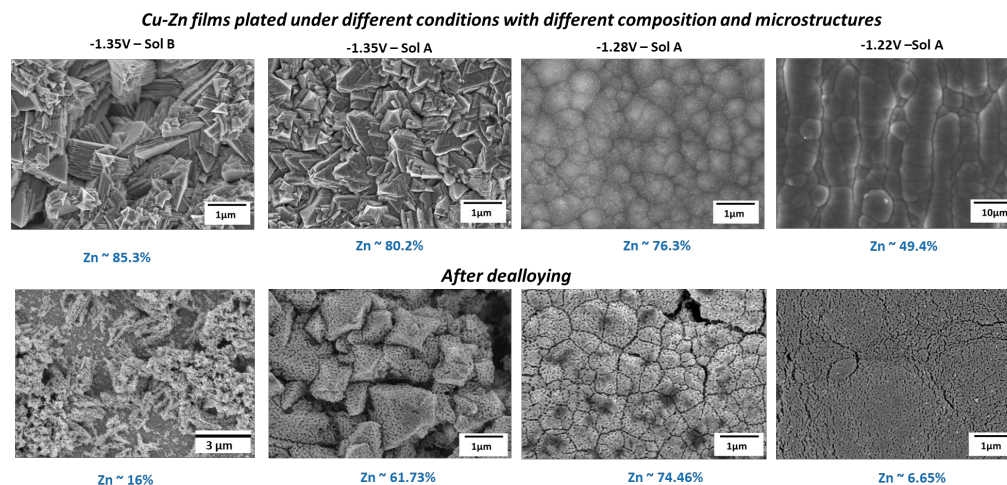 Cu-Zn films plated under different conditions with different composition and microstructures
-1.35V – Sol B
-1.35V – Sol A
-1.28V – Sol A
-1.22V –Sol A
1µm
1µm
1µm
10µm
Zn ~ 85.3%
Zn ~ 80.2%
Zn ~ 76.3%
Zn ~ 49.4%
After dealloying
3 µm
1µm
1µm
1µm
Zn ~ 16%
Zn ~ 61.73%
Zn ~ 74.46%
Zn ~ 6.65%